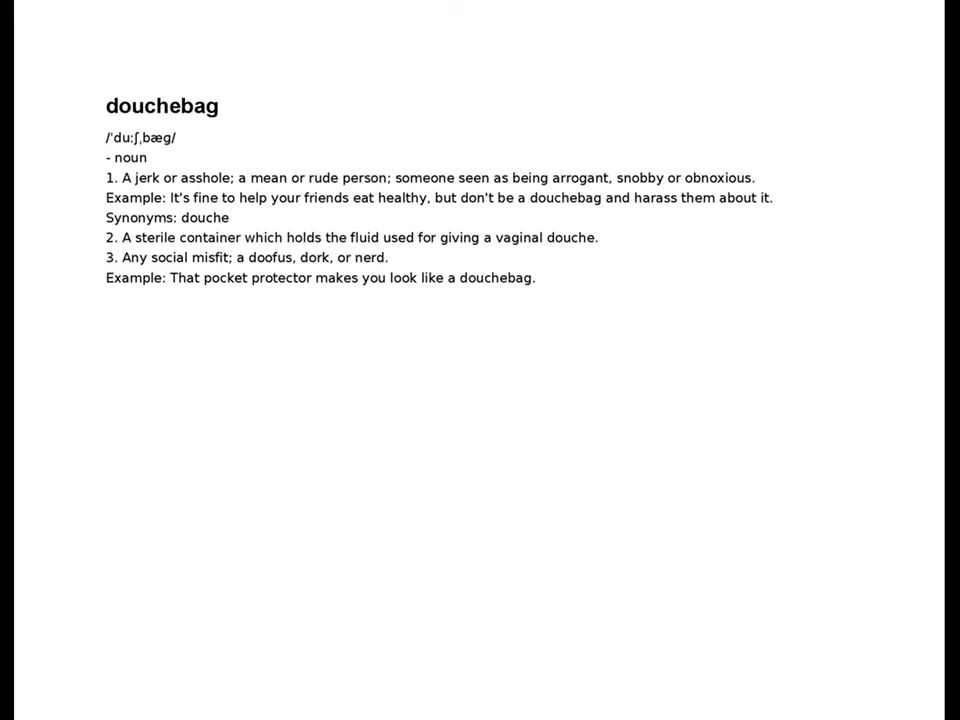 douchebag
/ˈduːʃˌbæɡ/
- noun
1. A jerk or asshole; a mean or rude person; someone seen as being arrogant, snobby or obnoxious.
Example: It's fine to help your friends eat healthy, but don't be a douchebag and harass them about it.
Synonyms: douche
2. A sterile container which holds the fluid used for giving a vaginal douche.
3. Any social misfit; a doofus, dork, or nerd.
Example: That pocket protector makes you look like a douchebag.